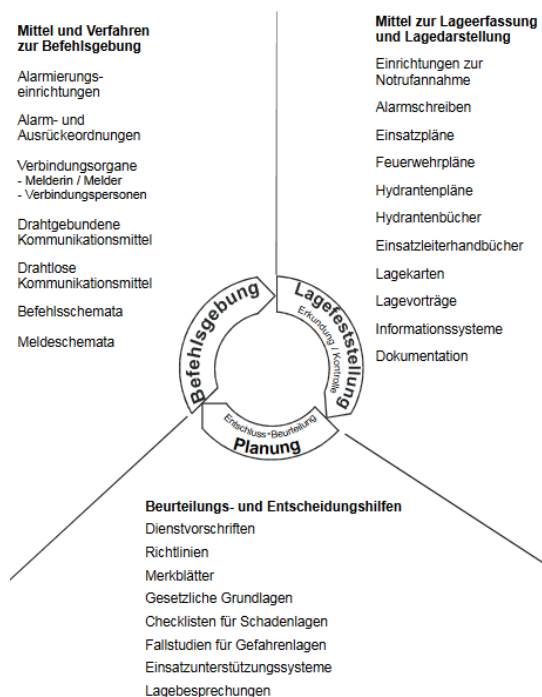 Mittel und Verfahren
zur Befehlsgebung
Alarmierungs-
einrichtungen
Alarm- und
Ausrückeordnungen
Verbindungsorgane
- Melderin / Melder
- Verbindungspersonen
Drahtgebundene
Kommunikationsmittel
Drahtlose
Kommunikationsmittel
Befehlsschemata
Meldeschemata
Mittel zur Lageerfassung
und Lagedarstellung
Einrichtungen zur
Notrufannahme
Alarmschreiben
Einsatzpläne
Feuerwehrpläne
Hydrantenpläne
Hydrantenbücher
Einsatzleiterhandbücher
Lagekarten
Lagevorträge
Informationssysteme
Dokumentation
Befehlsgebung
Lagefeststellung
Erkundung / Kontrolle
Entschluss-Beurteilung
Planung
Beurteilungs- und Entscheidungshilfen
Dienstvorschriften
Richtlinien
Merkblätter
Gesetzliche Grundlagen
Checklisten für Schadenlagen
Fallstudien für Gefahrenlagen
Einsatzunterstützungssysteme
Lagebesprechungen